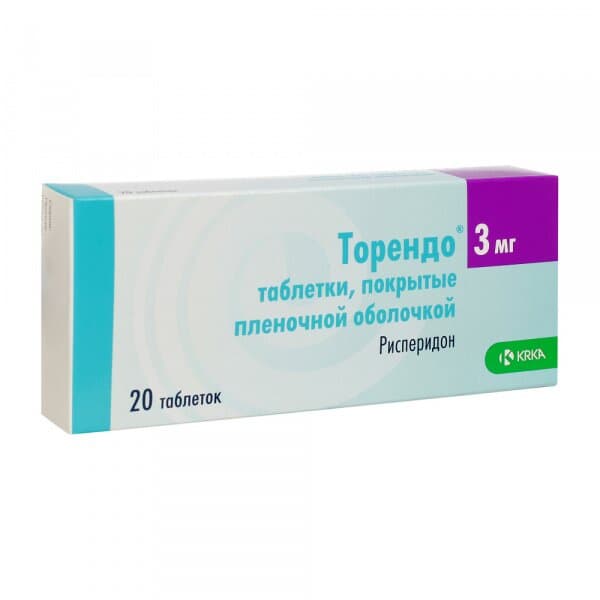 Торендо®
3 мг
таблетки, покрытые
пленочной оболочкой
Рисперидон
KRKA
20 таблеток